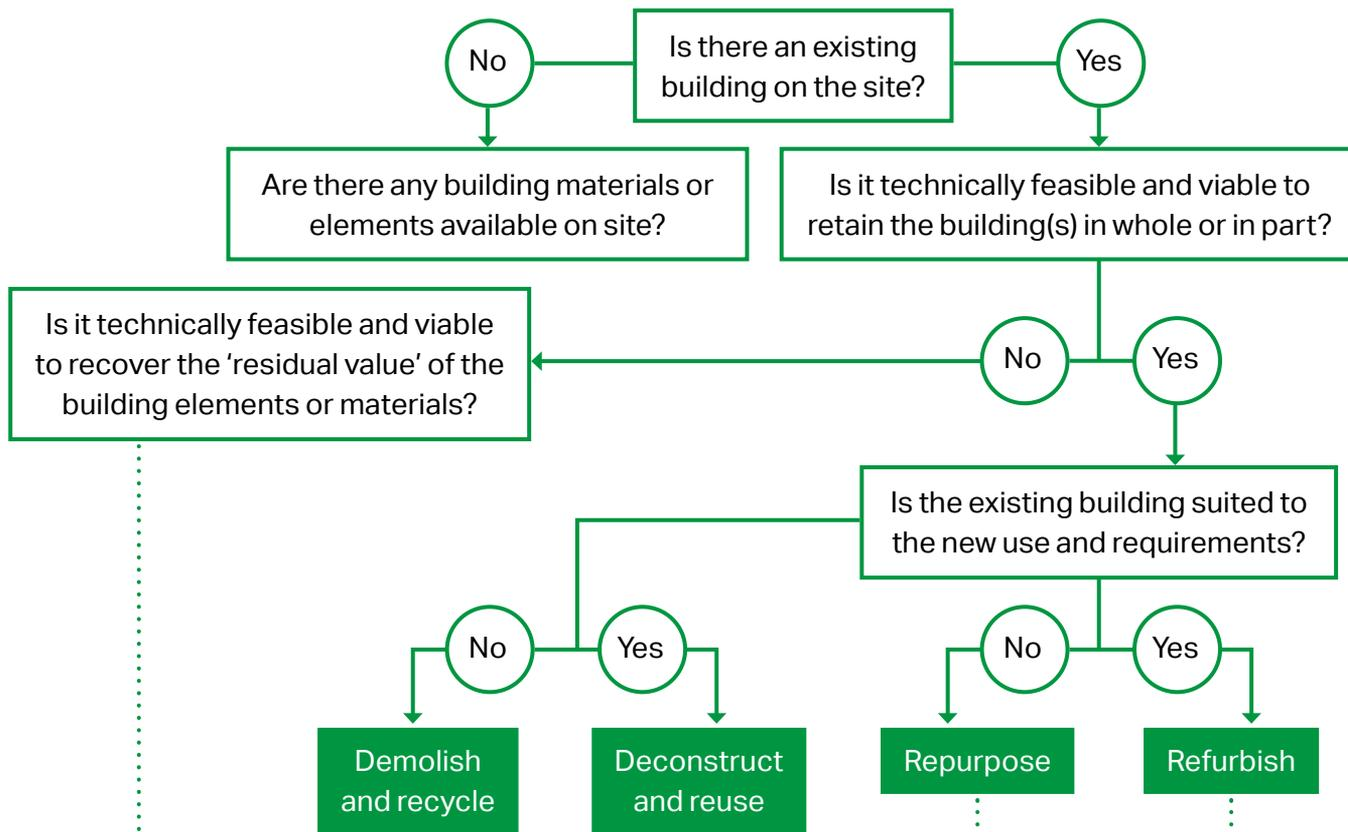 No
Is there an existing
building on the site?
Yes
Are there any building materials or
elements available on site?
Is it technically feasible and viable to
retain the building(s) in whole or in part?
Is it technically feasible and viable
to recover the ‘residual value’ of the
building elements or materials?
No
Yes
Is the existing building suited to
the new use and requirements?
No
Yes
No
Yes
Demolish
and recycle
Deconstruct
and reuse
Repurpose
Refurbish